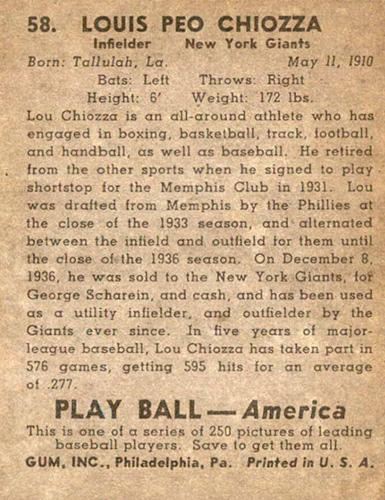 58. LOUIS PEO CHIOZZA
Infielder New York Giants
Born: Tallulah, La. May 11, 1910
Bats: Left Throws: Right
Height: 6' Weight: 172 lbs.
Lou Chiozza is an all-around athlete who has
engaged in boxing, basketball, track, football,
and handball, as well as baseball. He retired
from the other sports when he signed to play
shortstop for the Memphis Club in 1931. Lou
was drafted from Memphis by the Phillies at
the close of the 1933 season, and alternated
between the infield and outfield for them until
the close of the 1936 season. On December 8,
1936, he was sold to the New York Giants, for
George Scharein, and cash, and has been used
as a utility infielder, and outfielder by the
Giants ever since. In five years of major-
league baseball, Lou Chiozza has taken part in
576 games, getting 595 hits for an average
of .277.
PLAY BALL—America
This is one of a series of 250 pictures of leading
baseball players. Save to get them all.
GUM, INC., Philadelphia, Pa. Printed in U. S. A.